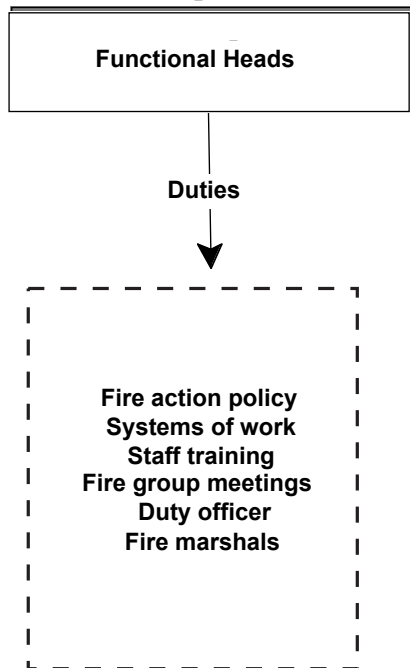 Functional Heads
Duties
Fire action policy
Systems of work
Staff training
Fire group meetings
Duty officer
Fire marshals